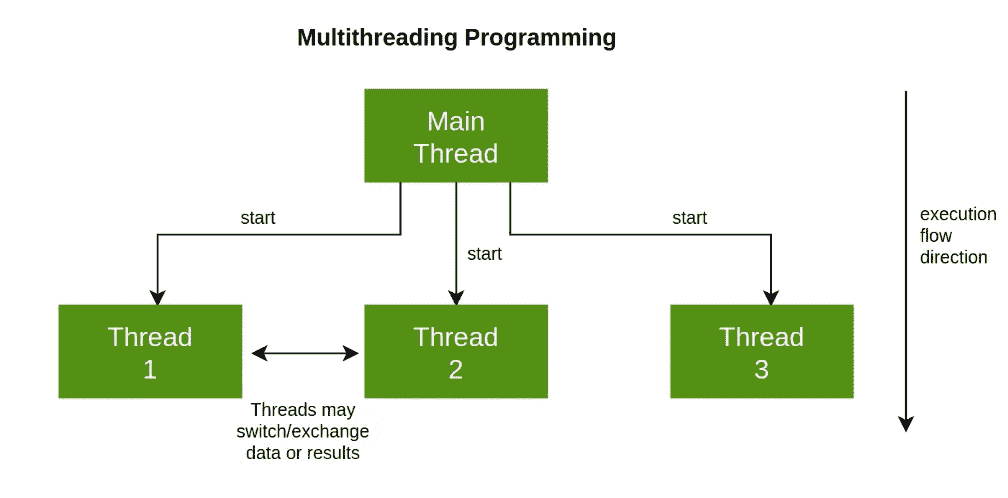 Multithreading Programming
Main
Thread
start
start
start
execution
flow
direction
Thread
1
Thread
2
Thread
3
Threads may
switch/exchange
data or results